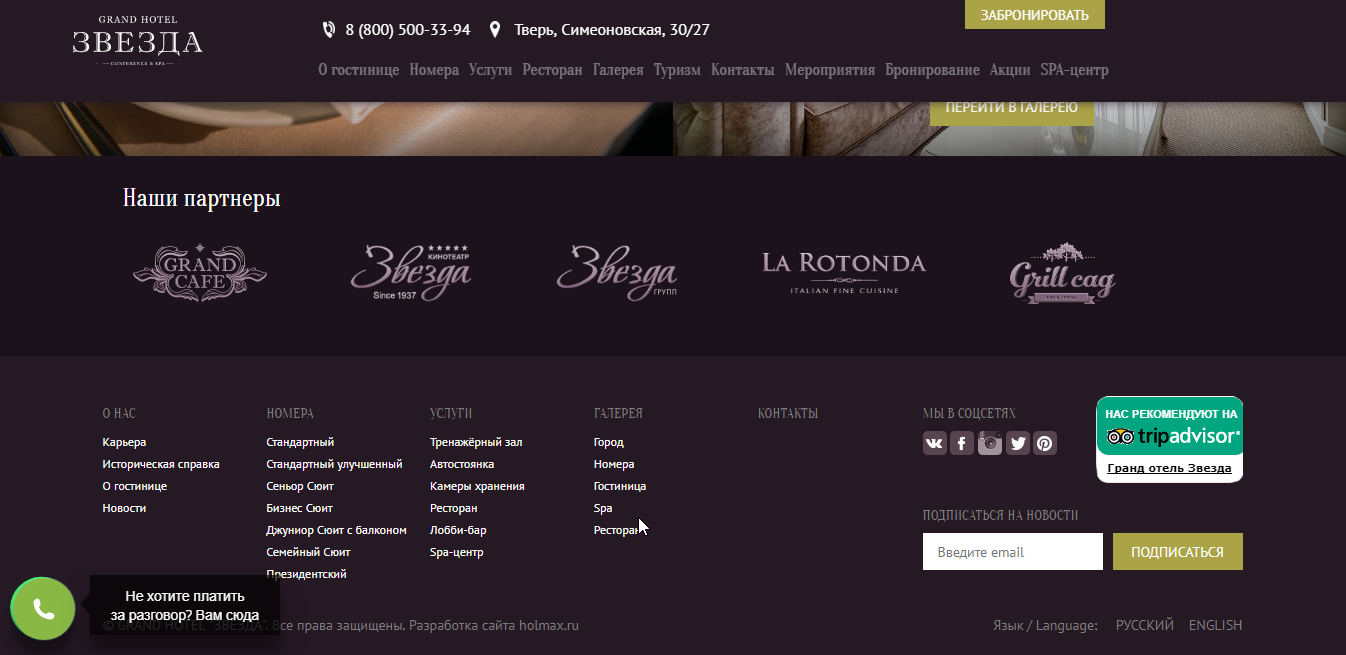 GRAND HOTEL
ЗВЕЗДА
CONFERENCE & SPA
8 (800) 500-33-94
Тверь, Симеоновская, 30/27
ЗАБРОНИРОВАТЬ
О гостинице Номера Услуги Ресторан Галерея Туризм Контакты Мероприятия Бронирование Акции SPA-центр
ПЕРЕЙТИ В ГАЛЕРЕЮ
Наши партнеры
GRAND
CAFE
КИНОТЕАТР
Звезда
Since 1937
Звезда
ГРУПП
LA ROTONDA
ITALIAN FINE CUISINE
Grill cag
О НАС
Карьера
Историческая справка
О гостинице
Новости
НОМЕРА
Стандартный
Стандартный улучшенный
Сеньор Сюит
Бизнес Сюит
Джуниор Сюит с балконом
Семейный Сюит
Президентский
УСЛУГИ
Тренажёрный зал
Автостоянка
Камеры хранения
Ресторан
Лобби-бар
Spa-центр
ГАЛЕРЕЯ
Город
Номера
Гостиница
Spa
Ресторан
КОНТАКТЫ
МЫ В СОЦСЕТЯХ
НАС РЕКОМЕНДУЮТ НА
tripadvisor
Гранд отель Звезда
ПОДПИСАТЬСЯ НА НОВОСТИ
Введите email
ПОДПИСАТЬСЯ
Не хотите платить
за разговор? Вам сюда
© GRAND HOTEL "ЗВЕЗДА". Все права защищены. Разработка сайта holmax.ru
Язык / Language: РУССКИЙ ENGLISH